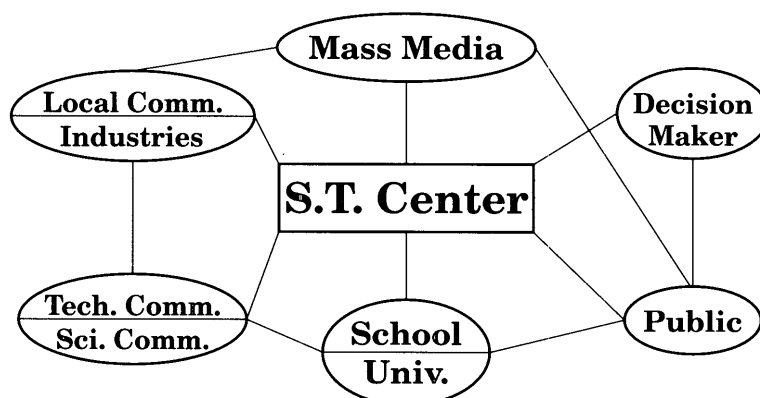 Mass Media
Local Comm.
Industries
Decision
Maker
S.T. Center
Tech. Comm.
Sci. Comm.
School
Univ.
Public